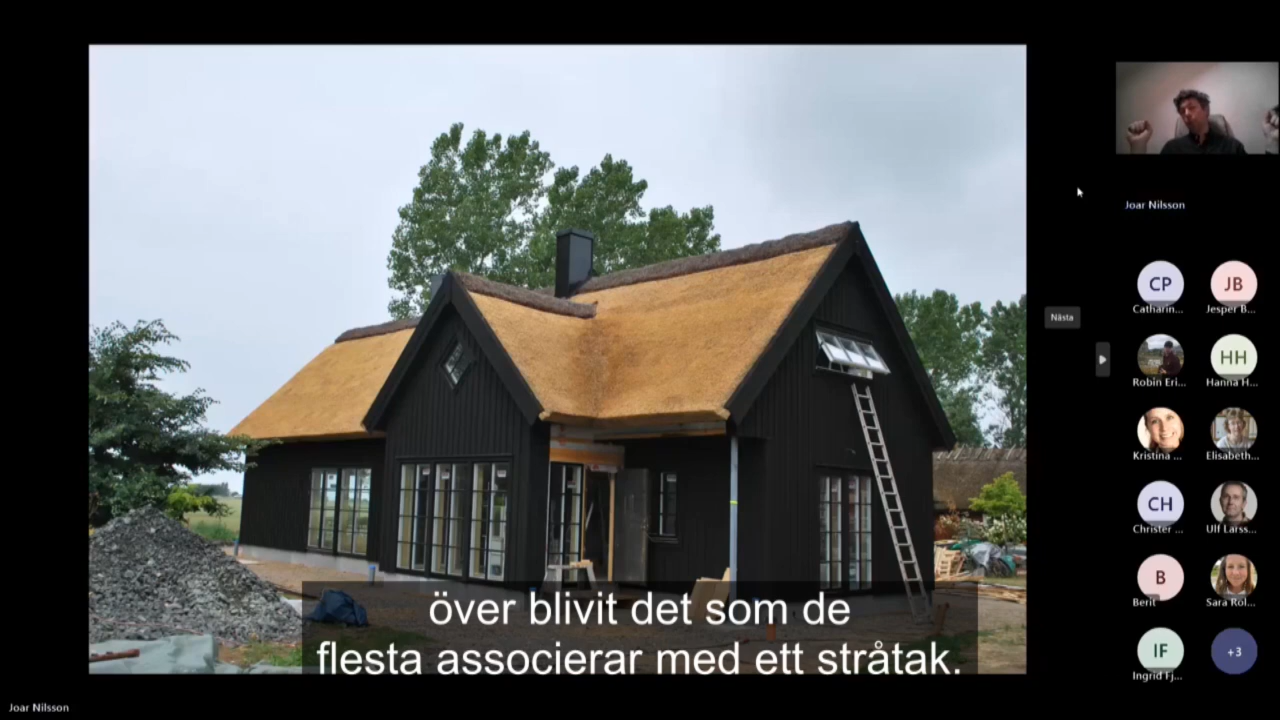 Joar Nilsson
CP
JB
Catharin...
Jesper B...
Nästa
HH
Robin Eri...
Hanna H...
Kristina ...
Elisabeth...
CH
Christer ...
Ulf Larss...
B
Berit
Sara Röl...
IF
+3
Ingrid Fj...
över blivit det som de
flesta associerar med ett stråtak.
Joar Nilsson